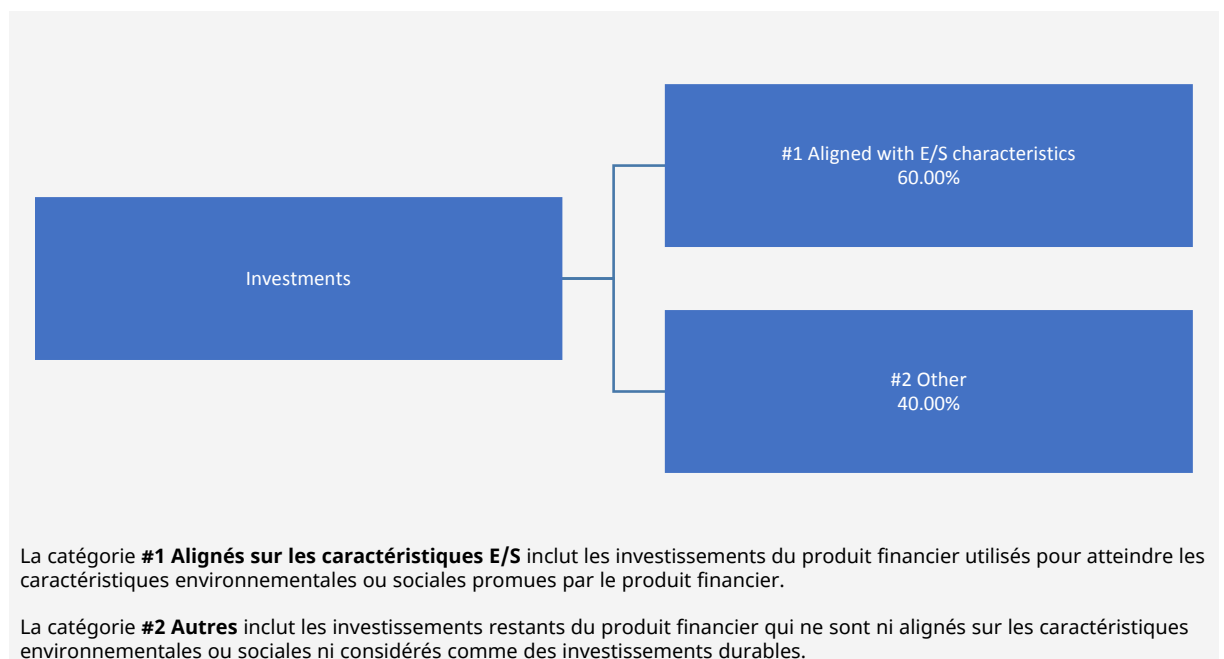 #1 Aligned with E/S characteristics
60.00%
Investments
#2 Other
40.00%
La catégorie #1 Alignés sur les caractéristiques E/S inclut les investissements du produit financier utilisés pour atteindre les
caractéristiques environnementales ou sociales promues par le produit financier.
La catégorie #2 Autres inclut les investissements restants du produit financier qui ne sont ni alignés sur les caractéristiques
environnementales ou sociales ni considérés comme des investissements durables.